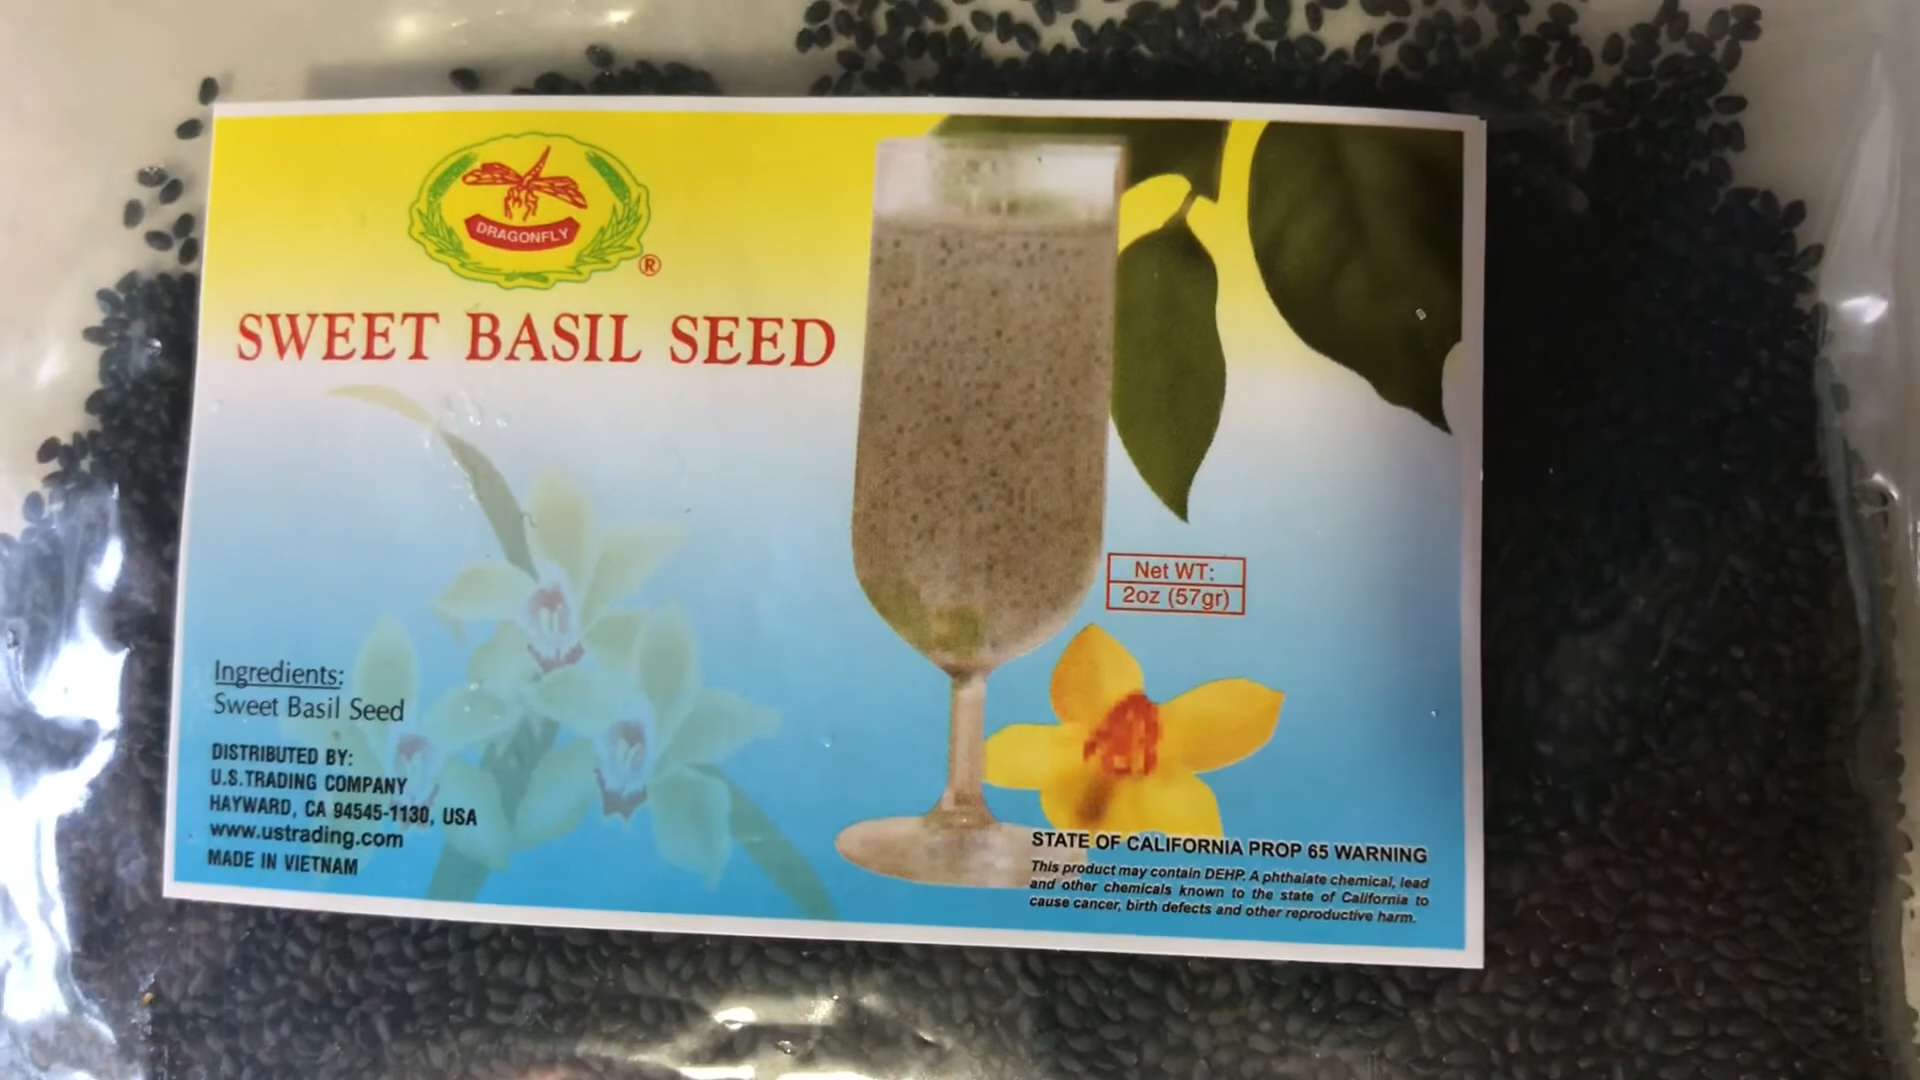 DRAGONFLY
®
SWEET BASIL SEED
Net WT:
2oz (57gr)
Ingredients:
Sweet Basil Seed
DISTRIBUTED BY:
U.S.TRADING COMPANY
HAYWARD, CA 94545-1130, USA
www.ustrading.com
MADE IN VIETNAM
STATE OF CALIFORNIA PROP 65 WARNING
This product may contain DEHP. A phthalate chemical, lead
and other chemicals known to the state of California to
cause cancer, birth defects and other reproductive harm.